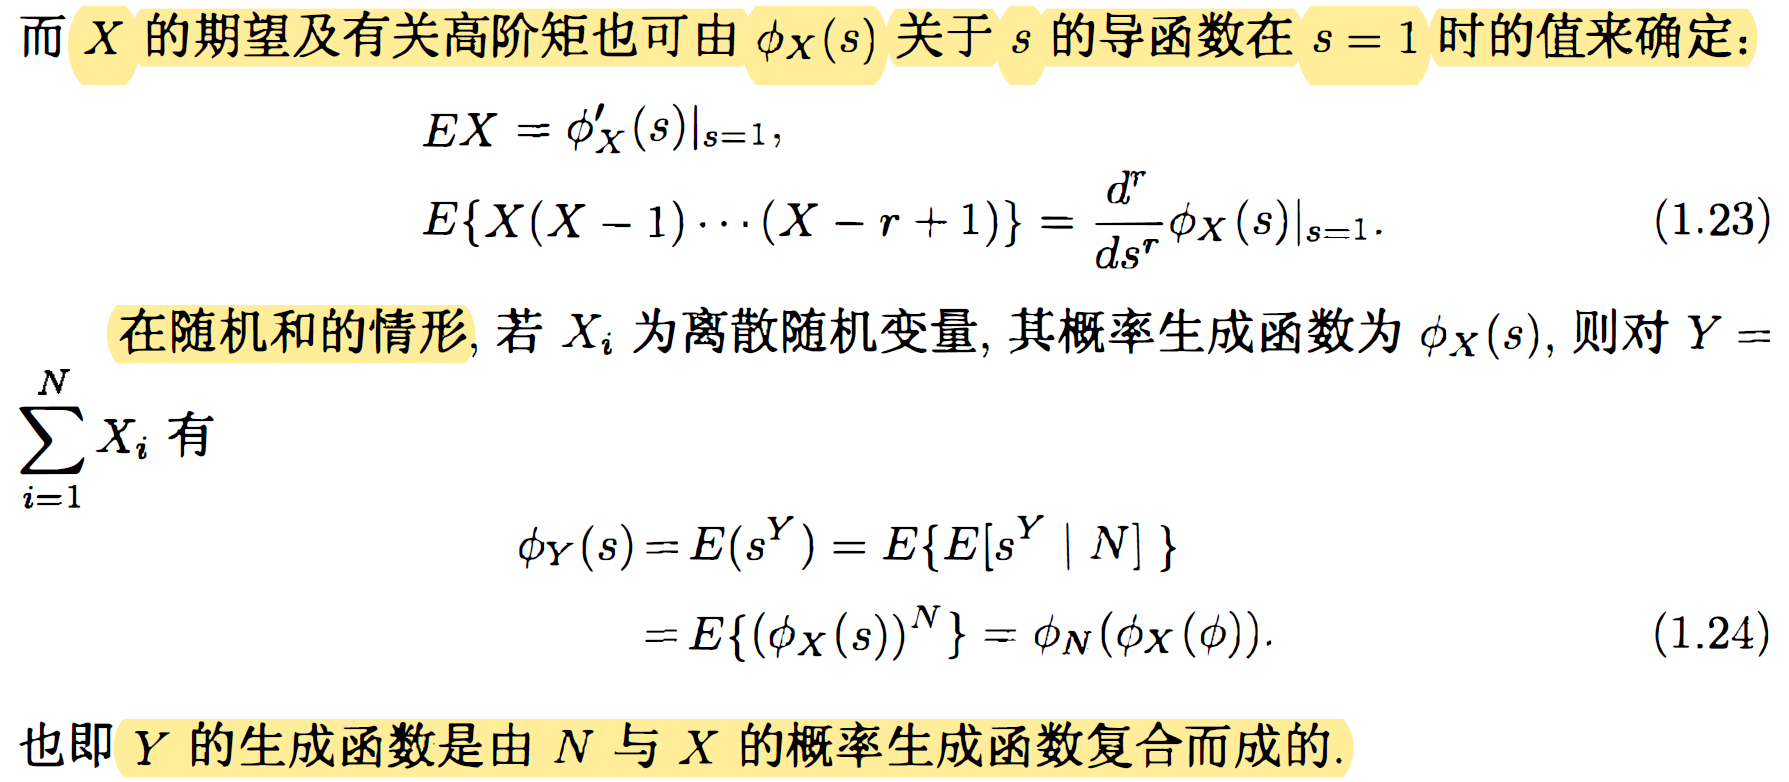 而 X 的期望及有关高阶矩也可由 ϕ_X(s) 关于 s 的导函数在 s = 1 时的值来确定:
EX = ϕ′_X(s)|_{s=1},
E{X(X − 1)⋯(X − r + 1)} = \frac{d^r}{ds^r}ϕ_X(s)|_{s=1}. (1.23)
在随机和的情形, 若 X_i 为离散随机变量, 其概率生成函数为 ϕ_X(s), 则对 Y =
\sum_{i=1}^{N} X_i 有
ϕ_Y(s) = E(s^Y) = E{E[s^Y | N] }
= E{(ϕ_X(s))^N} = ϕ_N(ϕ_X(ϕ)). (1.24)
也即 Y 的生成函数是由 N 与 X 的概率生成函数复合而成的.